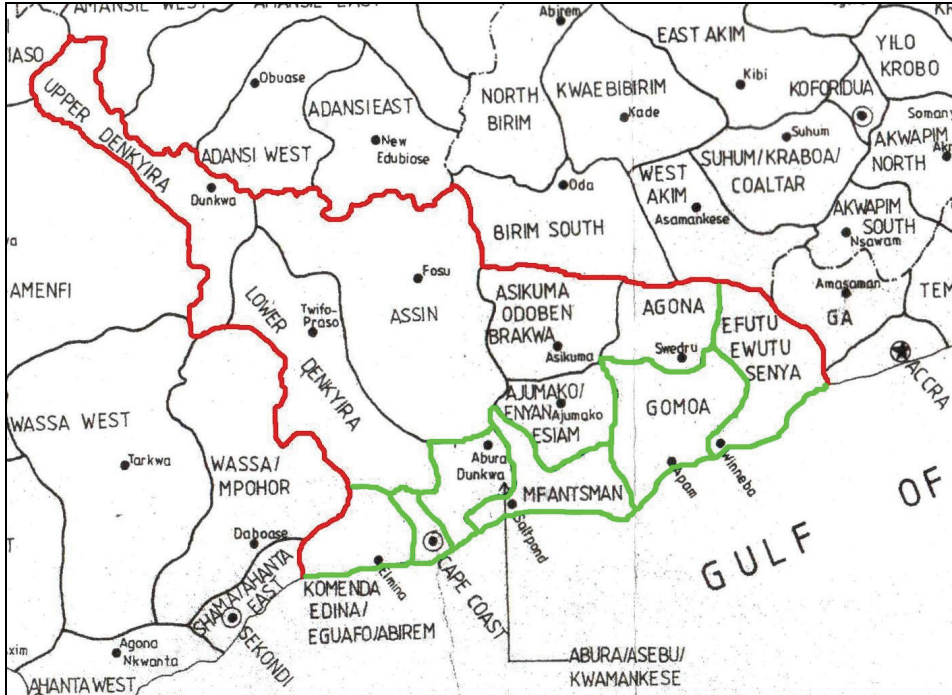 AMANSIE WEST
AMANSIE EAST
Abirem
EAST AKIM
YILO
KROBO
Obuase
ADANSI EAST
NORTH
BIRIM
KWAEBIBIRIM
Kibi
KOFORIDUA
UPPER DENKYIRA
ADANSI WEST
New
Edubiase
Kade
Suhum
SUHUM/KRABOA/
COALTAR
AKWAPIM
NORTH
Dunkwa
Oda
WEST
AKIM
Asamankese
AKWAPIM
SOUTH
Nsawam
BIRIM SOUTH
AMENFI
Fosu
ASSIN
LOWER DENKYIRA
Twifo-
Praso
ASIKUMA
ODOBEN
BRAKWA
Asikuma
AGONA
Swedru
EFUTU
EWUTU
SENYA
Amasaman
GA
ACCRA
WASSA WEST
Tarkwa
WASSA/
MPOHOR
AJUMAKO/
ENYAN
ESIAM
Ajumako
GOMOA
Abura
Dunkwa
MFANTSMAN
Apam
Winneba
Saltpond
Daboase
SHAMA/AHANTA
EAST
SEKONDI
Elmina
CAPE COAST
KOMENDA
EDINA/
EGUAFO/ABIREM
GULF OF
Agona
Nkwanta
AHANTA WEST
ABURA/ASEBU/
KWAMANKESE